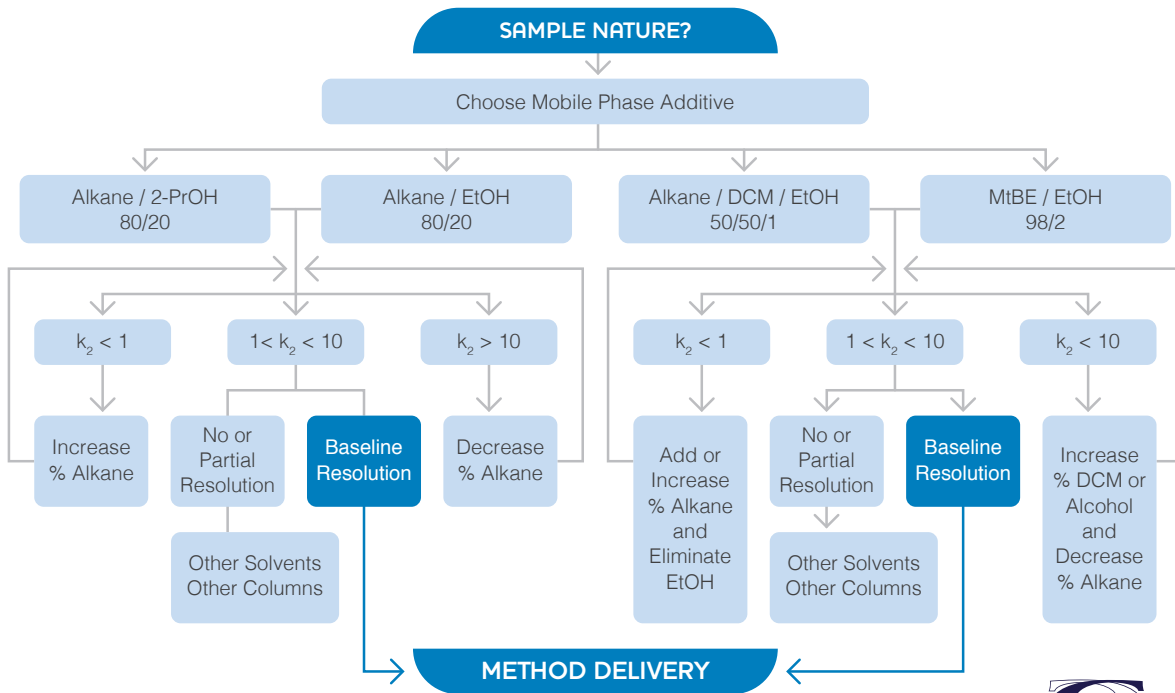 SAMPLE NATURE?
Choose Mobile Phase Additive
Alkane / 2-PrOH
80/20
Alkane / EtOH
80/20
Alkane / DCM / EtOH
50/50/1
MtBE / EtOH
98/2
k₂ < 1
1< k₂ < 10
k₂ > 10
k₂ < 1
1 < k₂ < 10
k₂ < 10
Increase
% Alkane
No or
Partial
Resolution
Baseline
Resolution
Decrease
% Alkane
Add or
Increase
% Alkane
and
Eliminate
EtOH
No or
Partial
Resolution
Baseline
Resolution
Increase
% DCM or
Alcohol
and
Decrease
% Alkane
Other Solvents
Other Columns
Other Solvents
Other Columns
METHOD DELIVERY